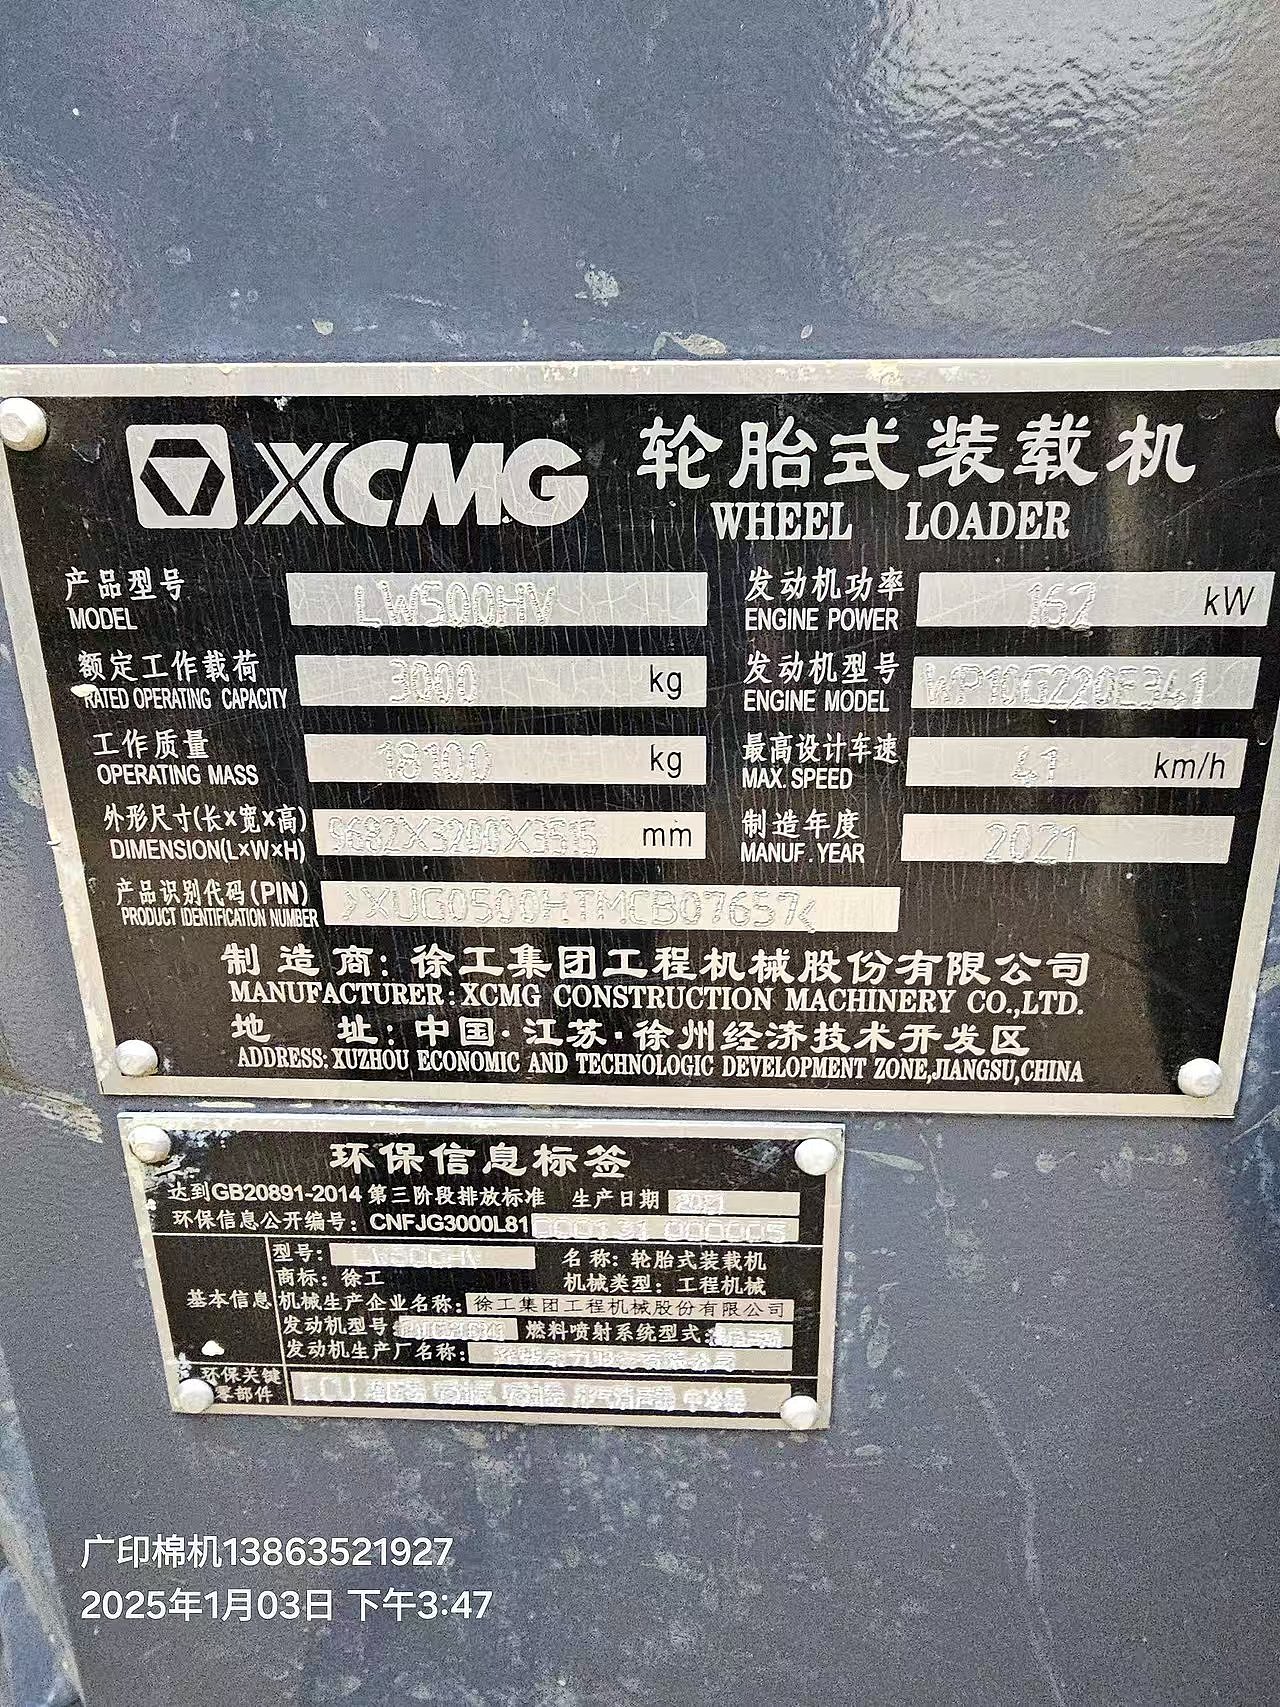 XCMG 轮胎式装载机
WHEEL LOADER
产品型号 LW500HV 发动机功率 162 kW
MODEL ENGINE POWER
额定工作载荷 3000 kg 发动机型号 WP10G220E341
RATED OPERATING CAPACITY ENGINE MODEL
工作质量 18100 kg 最高设计车速 41 km/h
OPERATING MASS MAX. SPEED
外形尺寸(长×宽×高) mm 制造年度 2021
DIMENSION(L×W×H) MANUF. YEAR
产品识别代码(PIN) >XUG0500HTMCB07657<
PRODUCT IDENTIFICATION NUMBER
制造商: 徐工集团工程机械股份有限公司
MANUFACTURER: XCMG CONSTRUCTION MACHINERY CO.,LTD.
地址: 中国·江苏·徐州经济技术开发区
ADDRESS: XUZHOU ECONOMIC AND TECHNOLOGIC DEVELOPMENT ZONE,JIANGSU,CHINA
环保信息标签
达到GB20891-2014 第三阶段排放标准 生产日期 2021
环保信息公开编号: CNFJG3000L81
型号: LW500HV 名称: 轮胎式装载机
商标: 徐工 机械类型: 工程机械
基本信息 机械生产企业名称: 徐工集团工程机械股份有限公司
发动机型号: 燃料喷射系统型式:
发动机生产厂名称:
环保关键
零部件
广印棉机13863521927
2025年1月03日 下午3:47